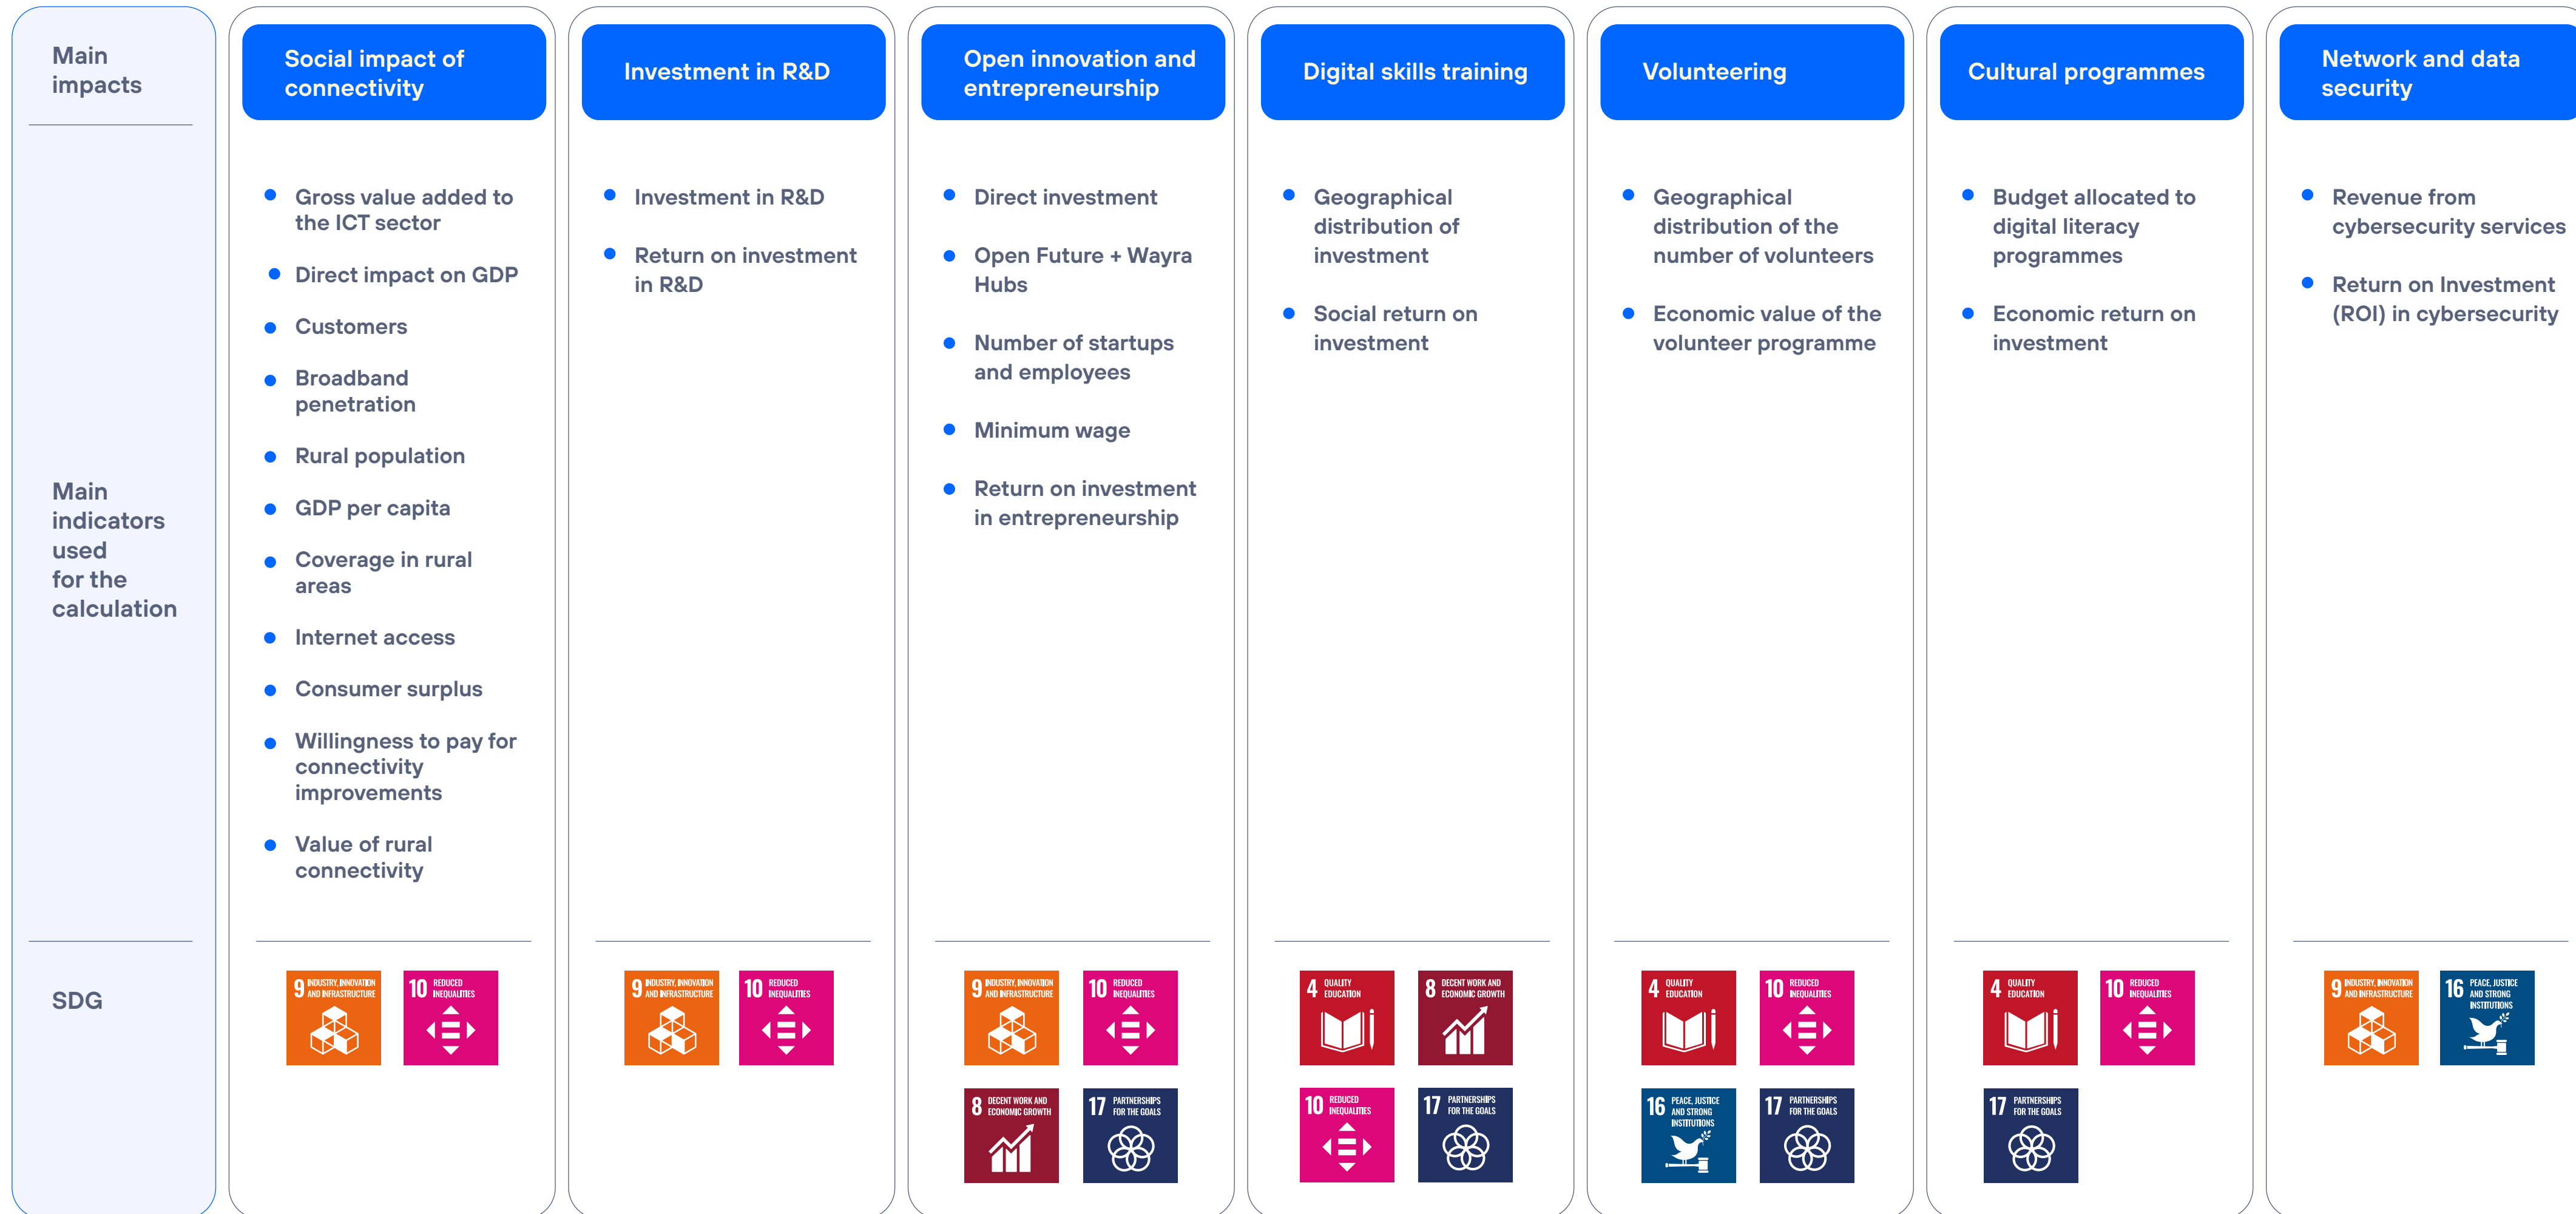 Main
impacts
Social impact of
connectivity
Investment in R&D
Open innovation and
entrepreneurship
Digital skills training
Volunteering
Cultural programmes
Network and data
security
Main
indicators
used
for the
calculation
Gross value added to
the ICT sector
Direct impact on GDP
Customers
Broadband
penetration
Rural population
GDP per capita
Coverage in rural
areas
Internet access
Consumer surplus
Willingness to pay for
connectivity
improvements
Value of rural
connectivity
Investment in R&D
Return on investment
in R&D
Direct investment
Open Future + Wayra
Hubs
Number of startups
and employees
Minimum wage
Return on investment
in entrepreneurship
Geographical
distribution of
investment
Social return on
investment
Geographical
distribution of the
number of volunteers
Economic value of the
volunteer programme
Budget allocated to
digital literacy
programmes
Economic return on
investment
Revenue from
cybersecurity services
Return on Investment
(ROI) in cybersecurity
SDG
9 INDUSTRY, INNOVATION
AND INFRASTRUCTURE
10 REDUCED
INEQUALITIES
9 INDUSTRY, INNOVATION
AND INFRASTRUCTURE
10 REDUCED
INEQUALITIES
9 INDUSTRY, INNOVATION
AND INFRASTRUCTURE
10 REDUCED
INEQUALITIES
8 DECENT WORK AND
ECONOMIC GROWTH
17 PARTNERSHIPS
FOR THE GOALS
4 QUALITY
EDUCATION
8 DECENT WORK AND
ECONOMIC GROWTH
10 REDUCED
INEQUALITIES
17 PARTNERSHIPS
FOR THE GOALS
4 QUALITY
EDUCATION
10 REDUCED
INEQUALITIES
16 PEACE, JUSTICE
AND STRONG
INSTITUTIONS
17 PARTNERSHIPS
FOR THE GOALS
4 QUALITY
EDUCATION
10 REDUCED
INEQUALITIES
17 PARTNERSHIPS
FOR THE GOALS
9 INDUSTRY, INNOVATION
AND INFRASTRUCTURE
16 PEACE, JUSTICE
AND STRONG
INSTITUTIONS